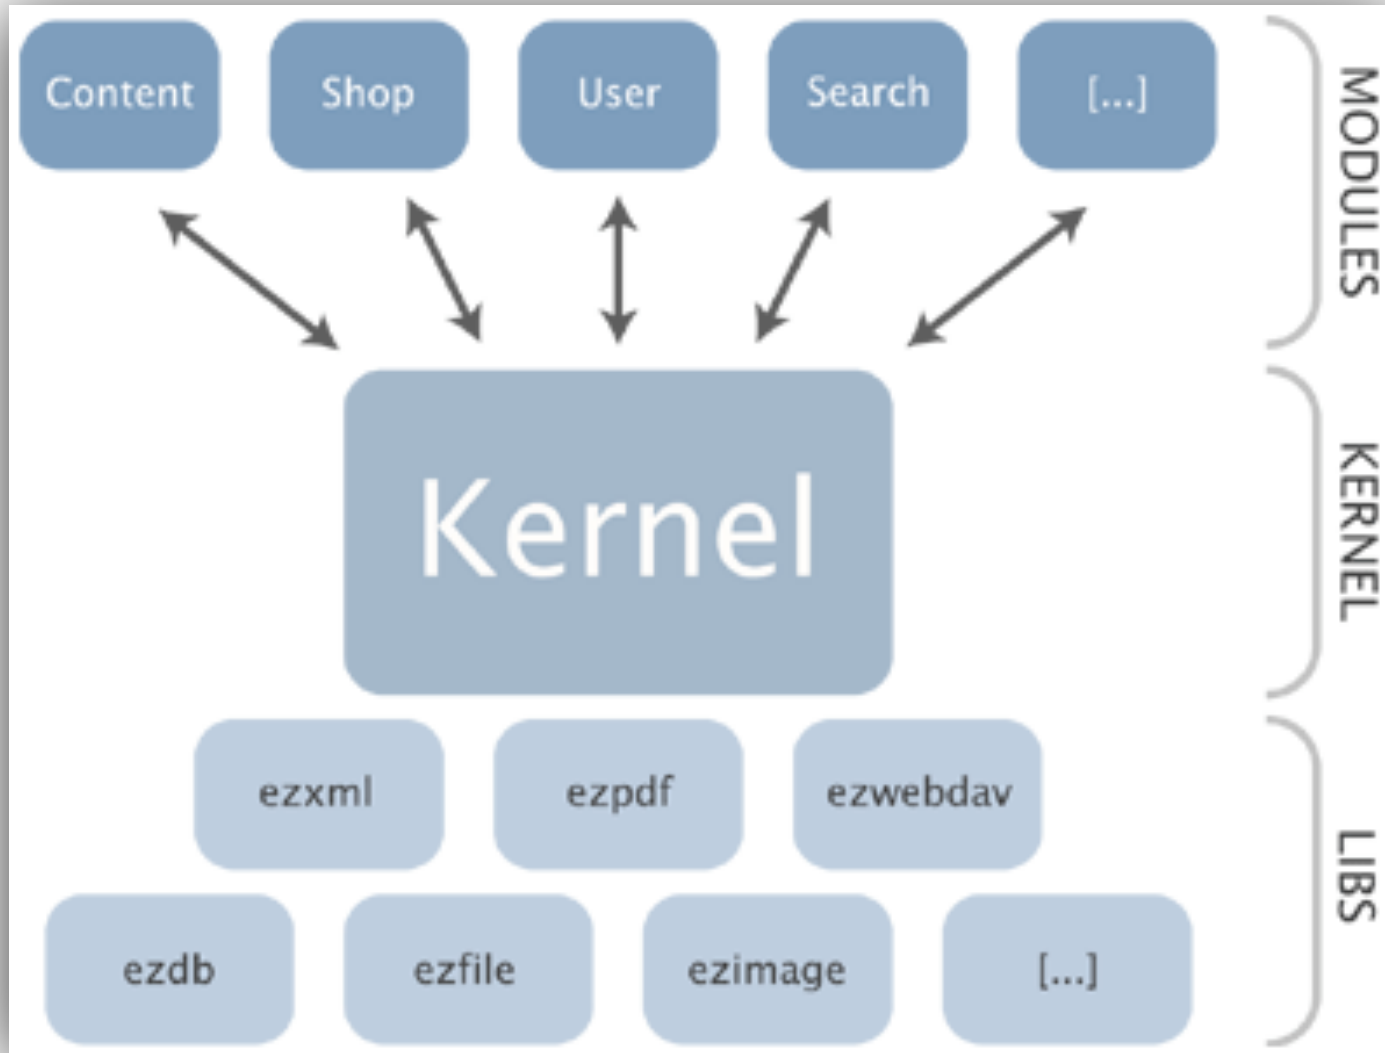 Content Shop User Search [...]
MODULES
Kernel
KERNEL
ezxml ezpdf ezwebdav
LIBS
ezdb ezfile ezimage [...]